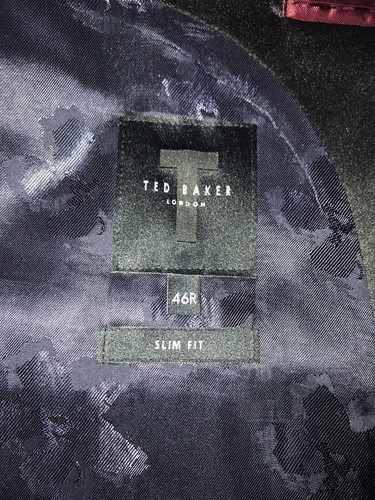 T
TED BAKER
LONDON
46R
SLIM FIT